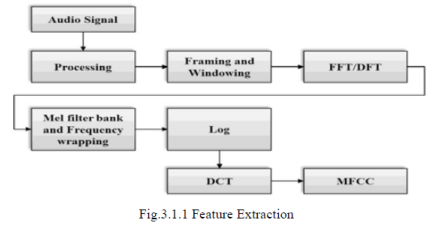 Audio Signal
Processing
Framing and
Windowing
FFT/DFT
Mel filter bank
and Frequency
wrapping
Log
DCT
MFCC
Fig.3.1.1 Feature Extraction